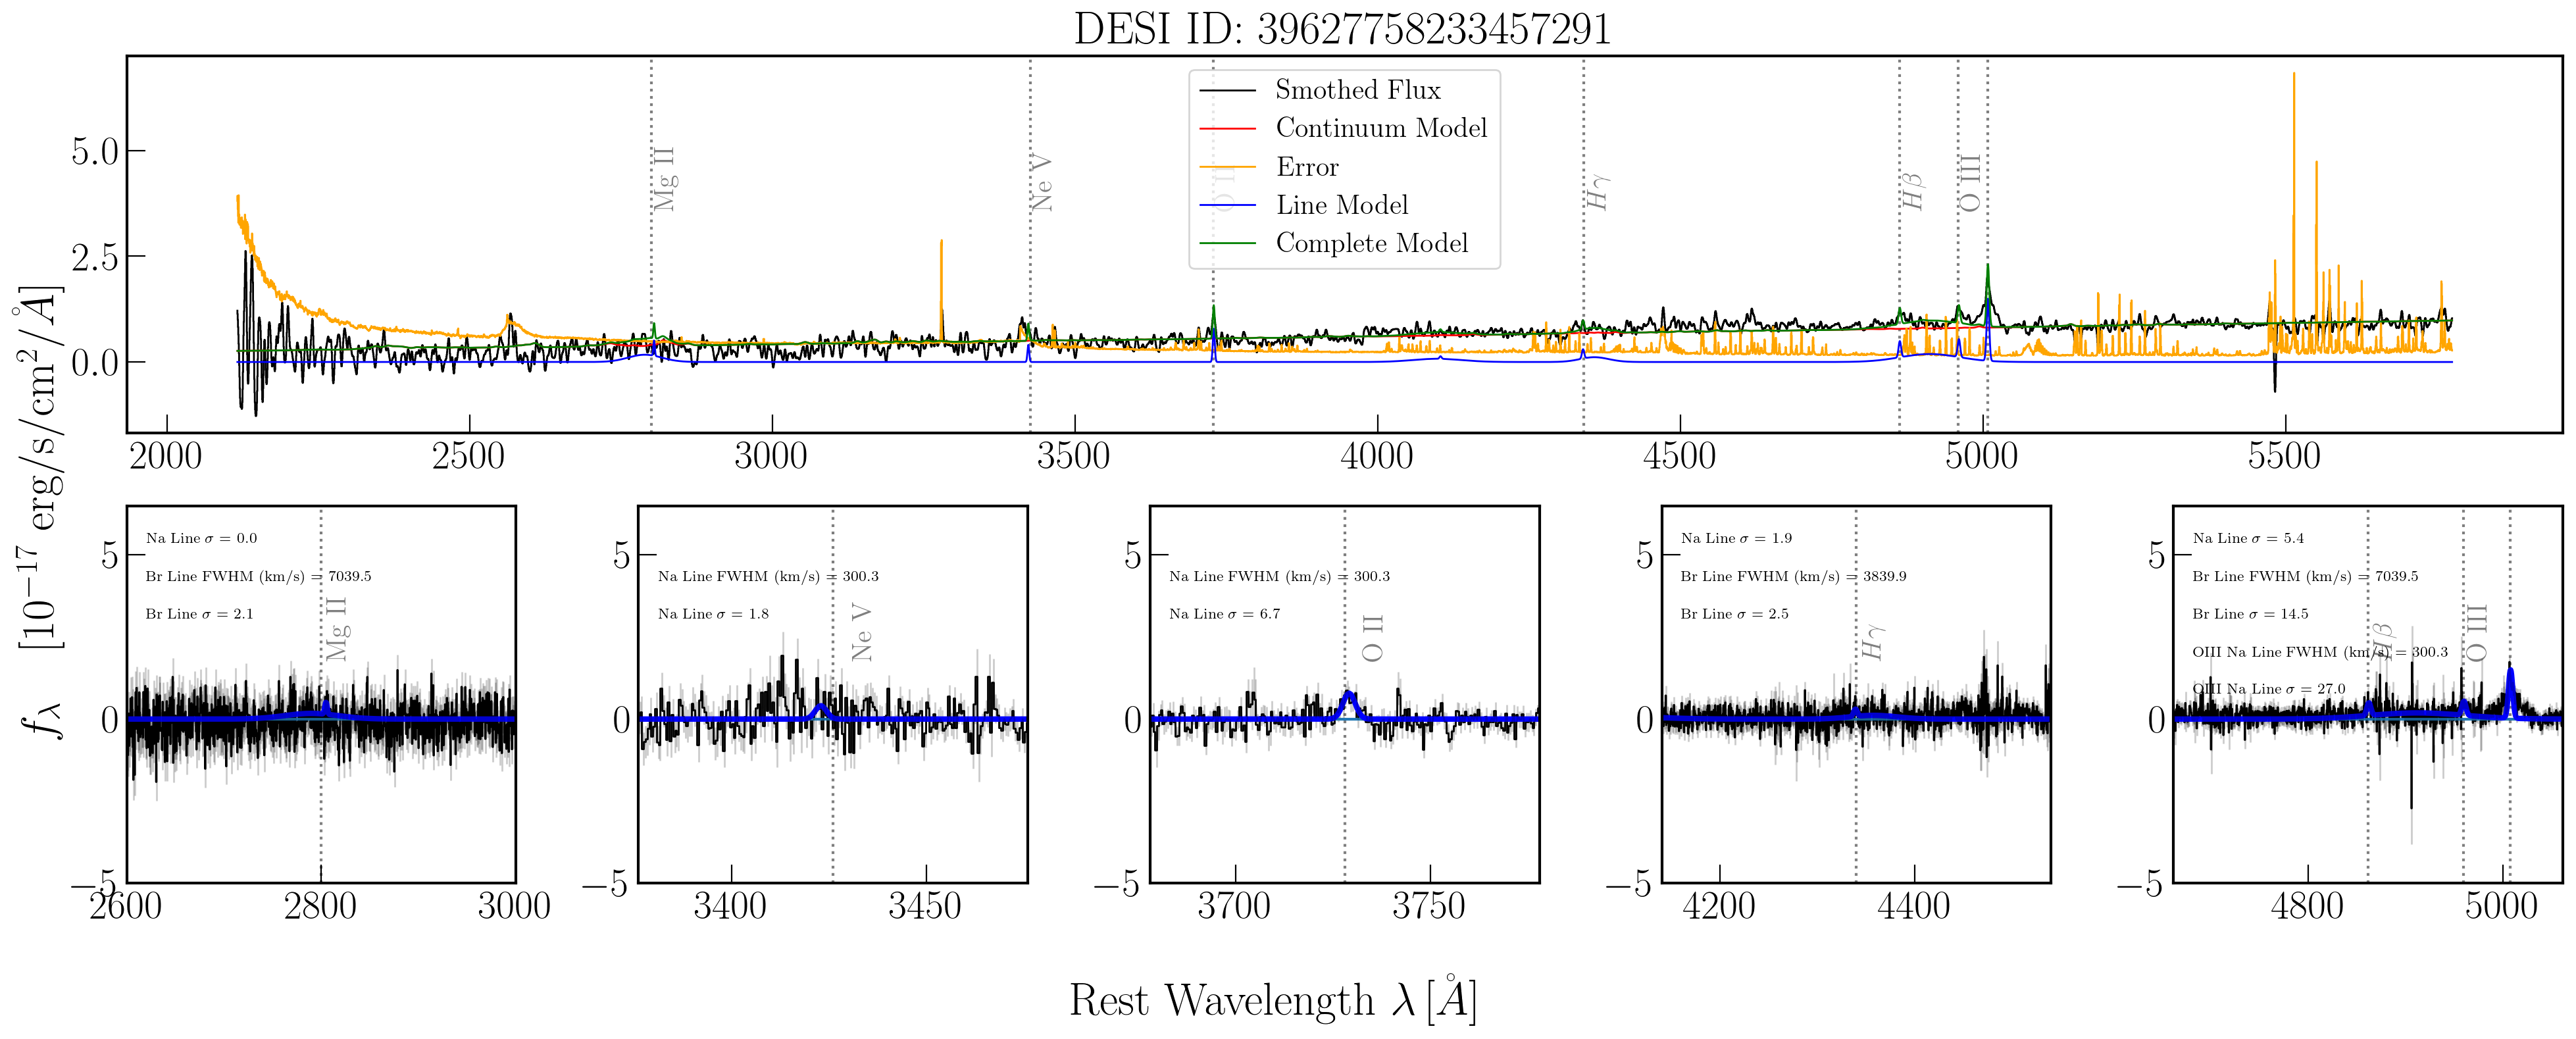 DESI ID: 39627758233457291
Smothed Flux
Continuum Model
Error
Line Model
Complete Model
Mg II
Ne V
O II
Hγ
Hβ
O III
5.0
2.5
0.0
2000 2500 3000 3500 4000 4500 5000 5500
f_λ [10⁻¹⁷ erg/s/cm²/Å]
Na Line σ = 0.0
Br Line FWHM (km/s) = 7039.5
Br Line σ = 2.1
Mg II
5
0
−5
2600 2800 3000
Na Line FWHM (km/s) = 300.3
Na Line σ = 1.8
Ne V
5
0
−5
3400 3450
Na Line FWHM (km/s) = 300.3
Na Line σ = 6.7
O II
5
0
−5
3700 3750
Na Line σ = 1.9
Br Line FWHM (km/s) = 3839.9
Br Line σ = 2.5
Hγ
5
0
−5
4200 4400
Na Line σ = 5.4
Br Line FWHM (km/s) = 7039.5
Br Line σ = 14.5
OIII Na Line FWHM (km/s) = 300.3
OIII Na Line σ = 27.0
Hβ
O III
5
0
−5
4800 5000
Rest Wavelength λ [Å]